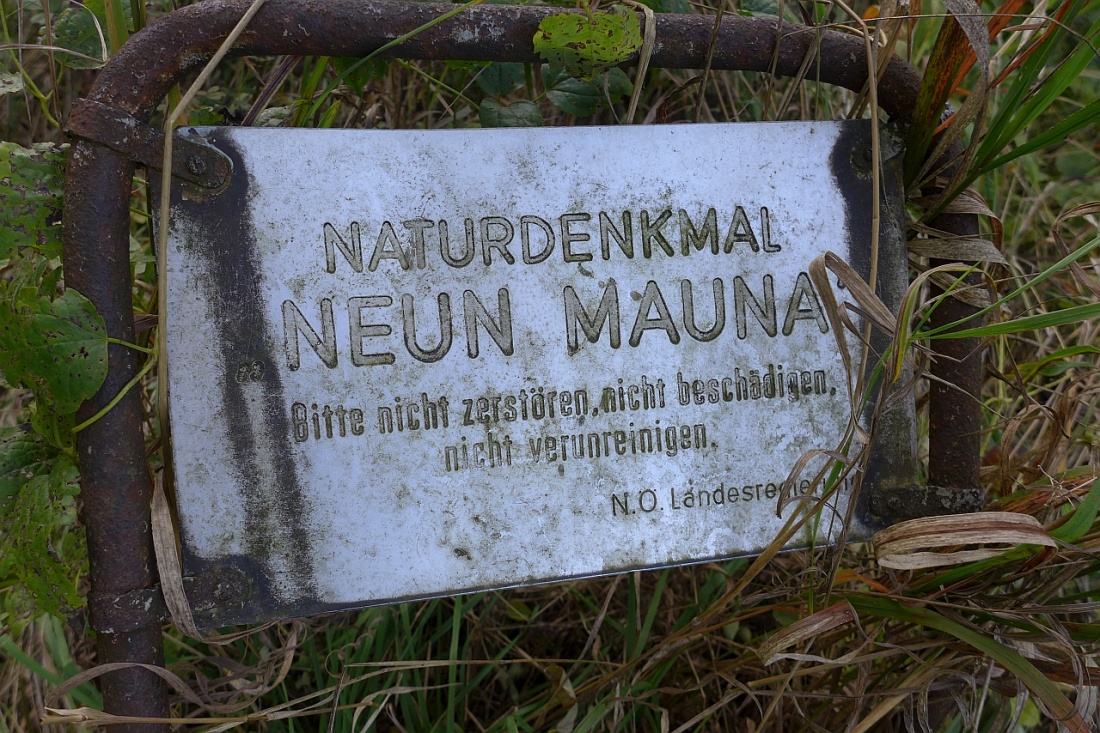 NATURDENKMAL
NEUN MAUNA
Bitte nicht zerstören, nicht beschädigen,
nicht verunreinigen.
N.Ö. Landesregierung